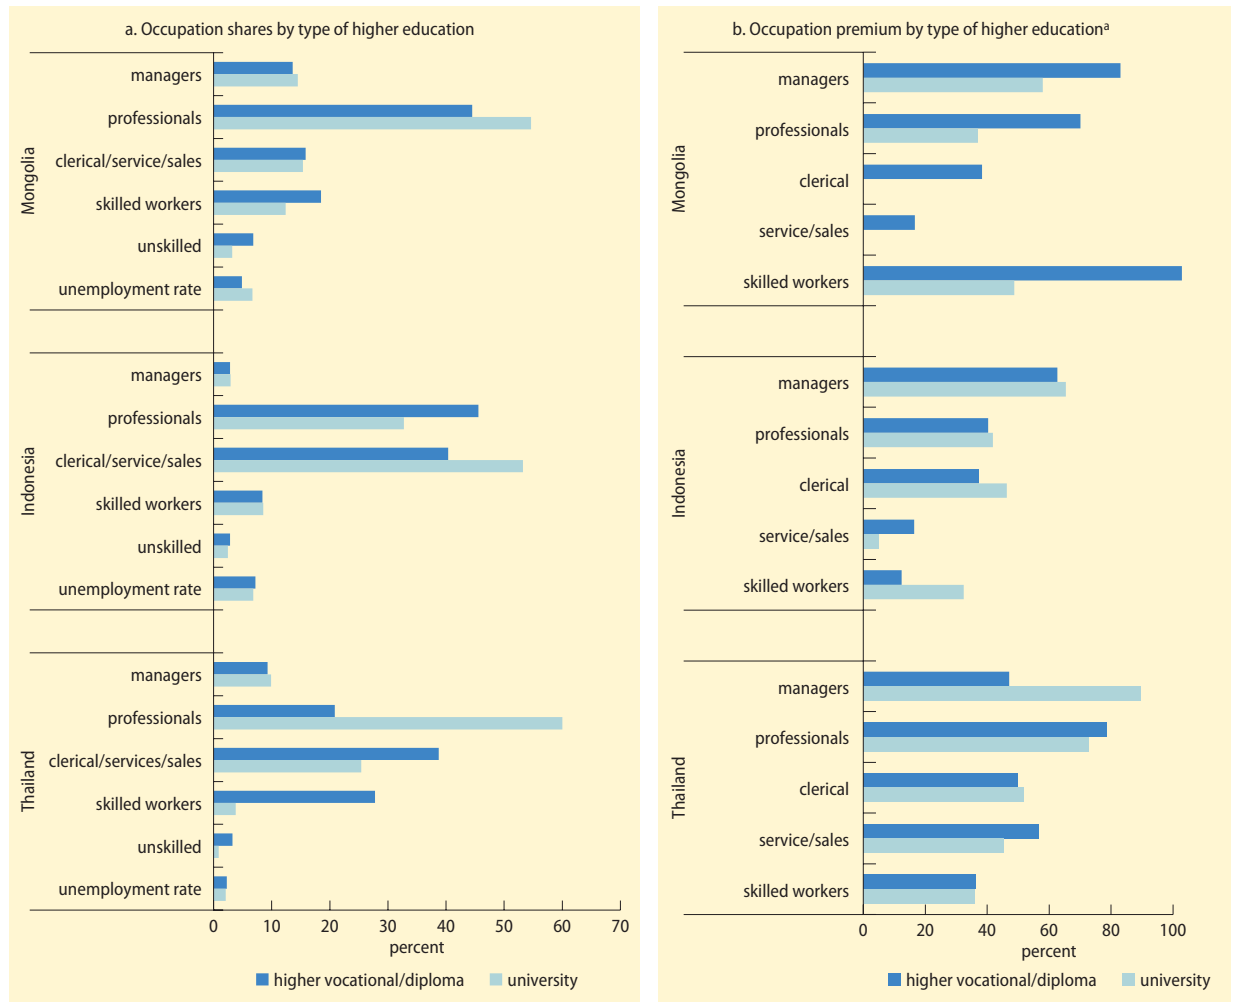 a. Occupation shares by type of higher education
Mongolia
managers
professionals
clerical/service/sales
skilled workers
unskilled
unemployment rate
Indonesia
managers
professionals
clerical/service/sales
skilled workers
unskilled
unemployment rate
Thailand
managers
professionals
clerical/services/sales
skilled workers
unskilled
unemployment rate
0 10 20 30 40 50 60 70
percent
higher vocational/diploma university
b. Occupation premium by type of higher educationᵃ
Mongolia
managers
professionals
clerical
service/sales
skilled workers
Indonesia
managers
professionals
clerical
service/sales
skilled workers
Thailand
managers
professionals
clerical
service/sales
skilled workers
0 20 40 60 80 100
percent
higher vocational/diploma university